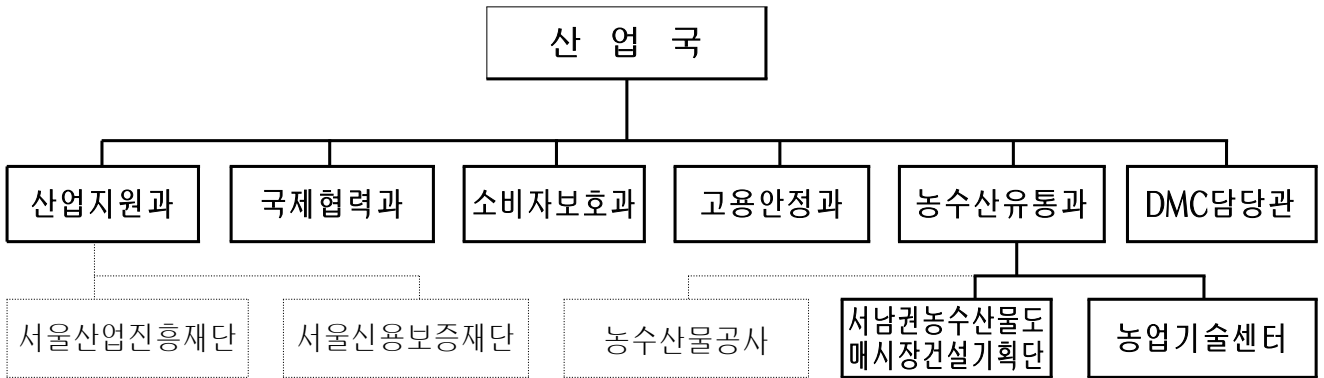 산 업 국
산업지원과
국제협력과
소비자보호과
고용안정과
농수산유통과
DMC담당관
서울산업진흥재단
서울신용보증재단
농수산물공사
서남권농수산물도
매시장건설기획단
농업기술센터